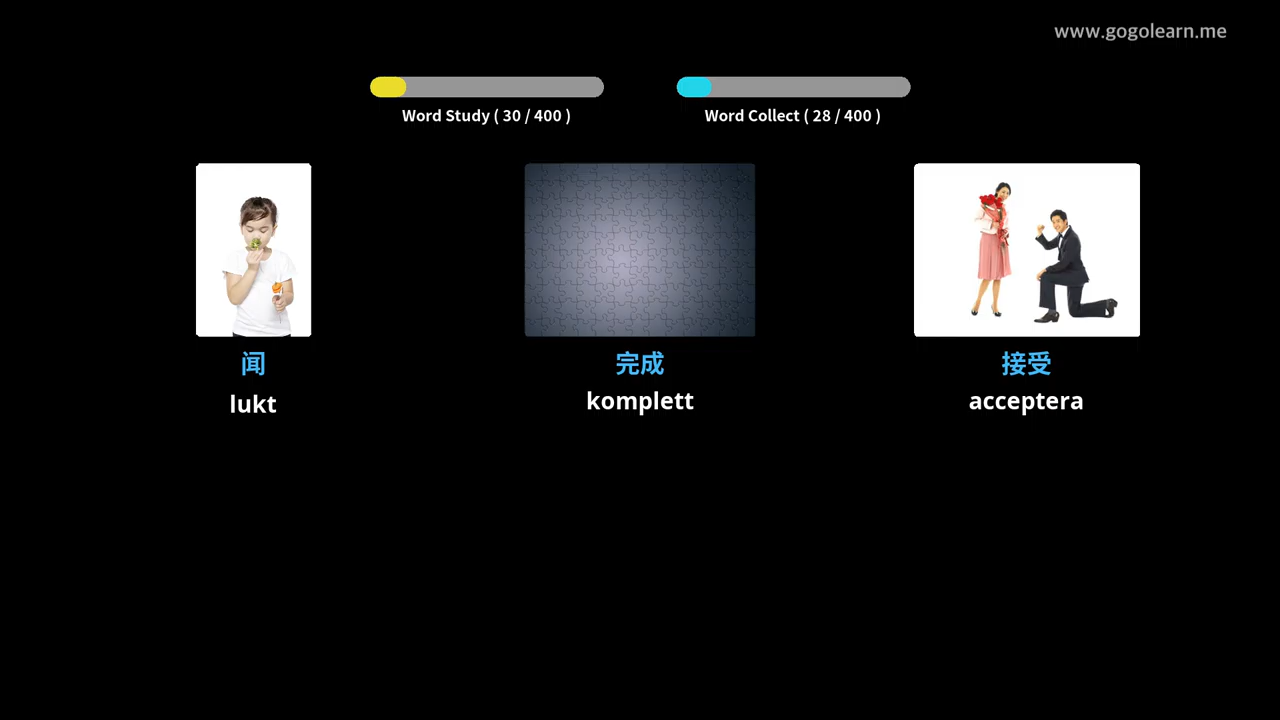 www.gogolearn.me
Word Study ( 30 / 400 )
Word Collect ( 28 / 400 )
闻
完成
接受
lukt
komplett
acceptera